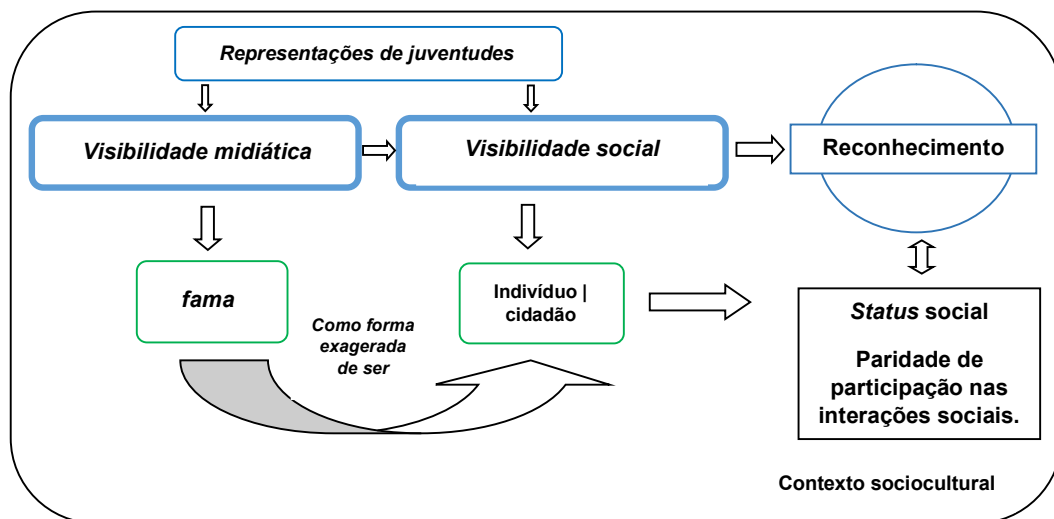 Representações de juventudes
Visibilidade midiática
Visibilidade social
Reconhecimento
fama
Como forma
exagerada
de ser
Indivíduo |
cidadão
Status social
Paridade de
participação nas
interações sociais.
Contexto sociocultural